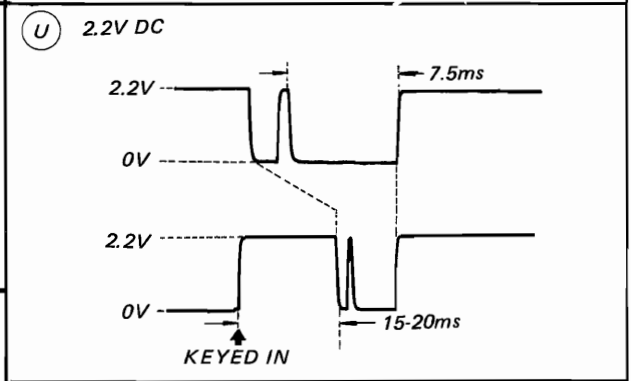 U 2.2V DC
7.5ms
2.2V
0V
2.2V
0V
15-20ms
KEYED IN